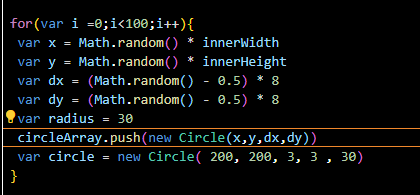 for(var i =0;i<100;i++){
var x = Math.random() * innerWidth
var y = Math.random() * innerHeight
var dx = (Math.random() - 0.5) * 8
var dy = (Math.random() - 0.5) * 8
var radius = 30
circleArray.push(new Circle(x,y,dx,dy))
var circle = new Circle( 200, 200, 3, 3 , 30)
}